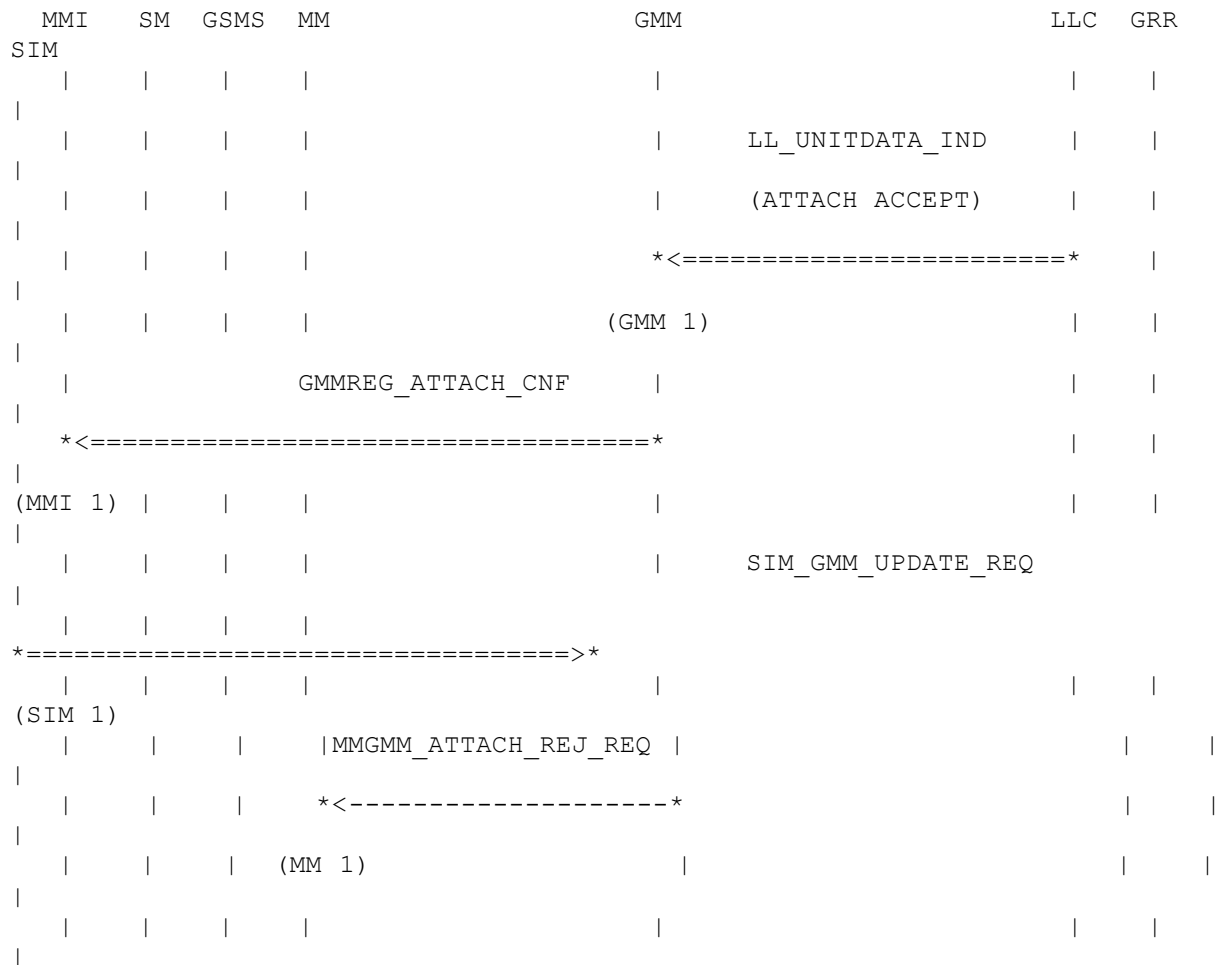 MMI    SM  GSMS  MM                   GMM                       LLC  GRR
SIM
   |    |    |    |                     |                         |    |
|
   |    |    |    |                     |     LL_UNITDATA_IND     |    |
|
   |    |    |    |                     |     (ATTACH ACCEPT)     |    |
|
   |    |    |    |                     *<========================*    |
|
   |    |    |    |                  (GMM 1)                      |    |
|
   |              GMMREG_ATTACH_CNF     |                         |    |
|
   *<===================================*                         |    |
|
(MMI 1) |    |    |                     |                         |    |
|
   |    |    |    |                     |     SIM_GMM_UPDATE_REQ
|
   |    |    |    |
*==================================>*
   |    |    |    |                     |                         |    |
(SIM 1)
   |     |    |    |MMGMM_ATTACH_REJ_REQ |                           |    |
|
   |     |    |    *<--------------------*                           |    |
|
   |    |    |  (MM 1)                   |                          |    |
|
   |    |    |    |                     |                         |    |
|